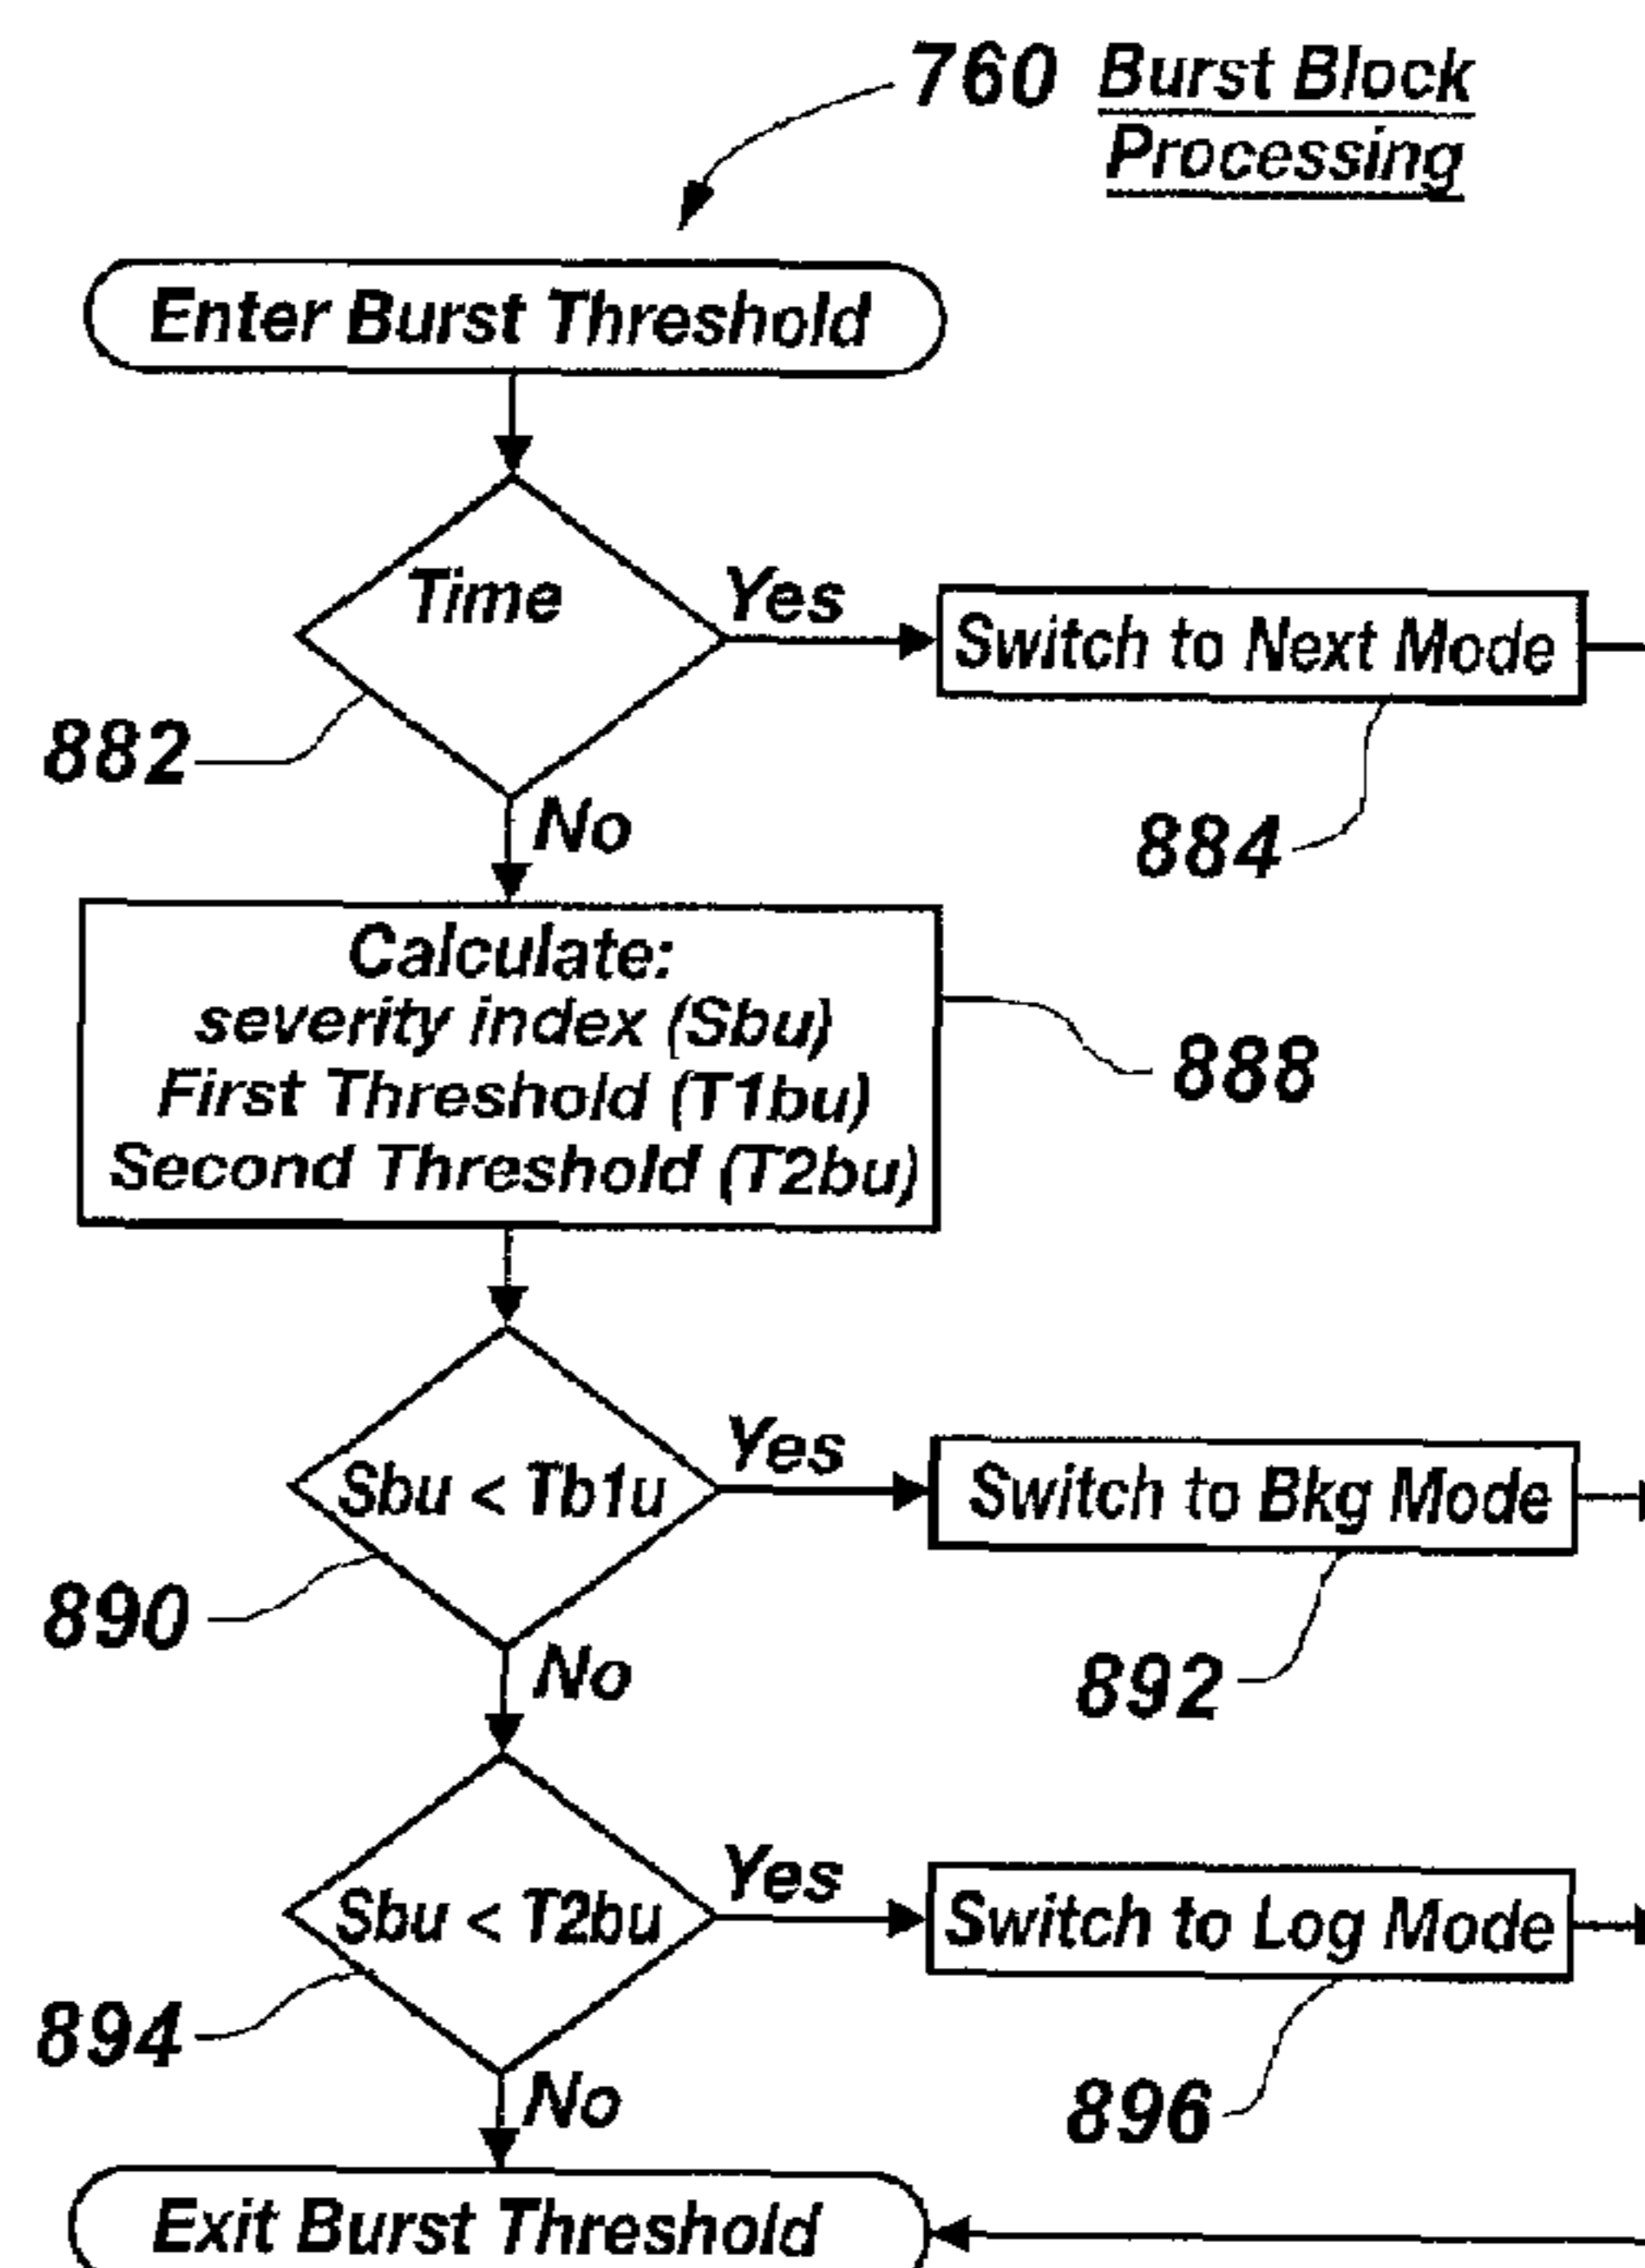 760 Burst Block
Processing
Enter Burst Threshold
Time
Yes
Switch to Next Mode
882
884
No
Calculate:
severity index (Sbu)
First Threshold (T1bu)
Second Threshold (T2bu)
888
Sbu < Tb1u
Yes
Switch to Bkg Mode
890
892
No
Sbu < T2bu
Yes
Switch to Log Mode
894
896
No
Exit Burst Threshold